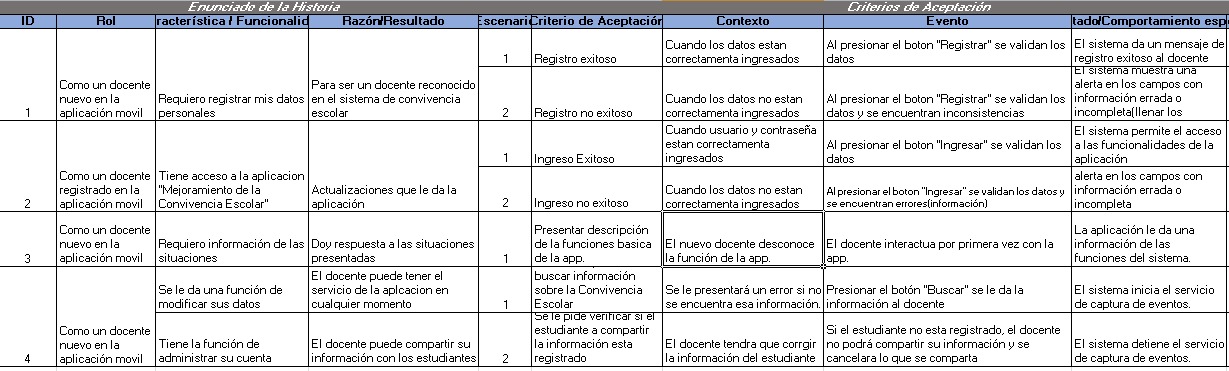 Enunciado de la Historia
Criterios de Aceptación
ID
Rol
racterística / Funcionalid
Razón/Resultado
Escenario
Criterio de Aceptación
Contexto
Evento
tado/Comportamiento esp
1
Como un docente
nuevo en la
aplicación movil
Requiero registrar mis datos
personales
Para ser un docente reconocido
en el sistema de convivencia
escolar
1
Registro exitoso
Cuando los datos estan
correctamenta ingresados
Al presionar el boton "Registrar" se validan los
datos
El sistema da un mensaje de
registro exitoso al docente
2
Registro no exitoso
Cuando los datos no estan
correctamente ingresados
Al presionar el boton "Registrar" se validan los
datos y se encuentran inconsistencias
El sistema muestra una
alerta en los campos con
información errada o
incompleta(llenar los
2
Como un docente
registrado en la
aplicación movil
Tiene acceso a la aplicacion
"Mejoramiento de la
Convivencia Escolar"
Actualizaciones que le da la
aplicación
1
Ingreso Exitoso
Cuando usuario y contraseña
estan correctamenta
ingresados
Al presionar el boton "Ingresar" se validan los
datos
El sistema permite el acceso
a las funcionalidades de la
aplicación
2
Ingreso no exitoso
Cuando los datos no estan
correctamente ingresados
Al presionar el boton "Ingresar" se validan los datos y
se encuentran errores(información)
alerta en los campos con
información errada o
incompleta
3
Como un docente
nuevo en la
aplicación movil
Requiero información de las
situaciones
Doy respuesta a las situaciones
presentadas
1
Presentar descripción
de la funciones basica
de la app.
El nuevo docente desconoce
la función de la app.
El docente interactua por primera vez con la
app.
La aplicación le da una
información de las
funciones del sistema.
4
Como un docente
nuevo en la
aplicación movil
Se le da una función de
modificar sus datos
El docente puede tener el
servicio de la aplcacion en
cualquier momento
1
buscar información
sobre la Convivencia
Escolar
Se le presentará un error si no
se encuentra esa información.
Presionar el botón "Buscar" se le da la
información al docente
El sistema inicia el servicio
de captura de eventos.
Tiene la función de
administrar su cuenta
El docente puede compartir su
información con los estudiantes
2
Se le pide verificar si el
estudiante a compartir
la información esta
registrado
El docente tendra que corrgir
la información del estudiante
Si el estudiante no esta registrado, el docente
no podrá compartir su información y se
cancelara lo que se comparta
El sistema detiene el servicio
de captura de eventos.